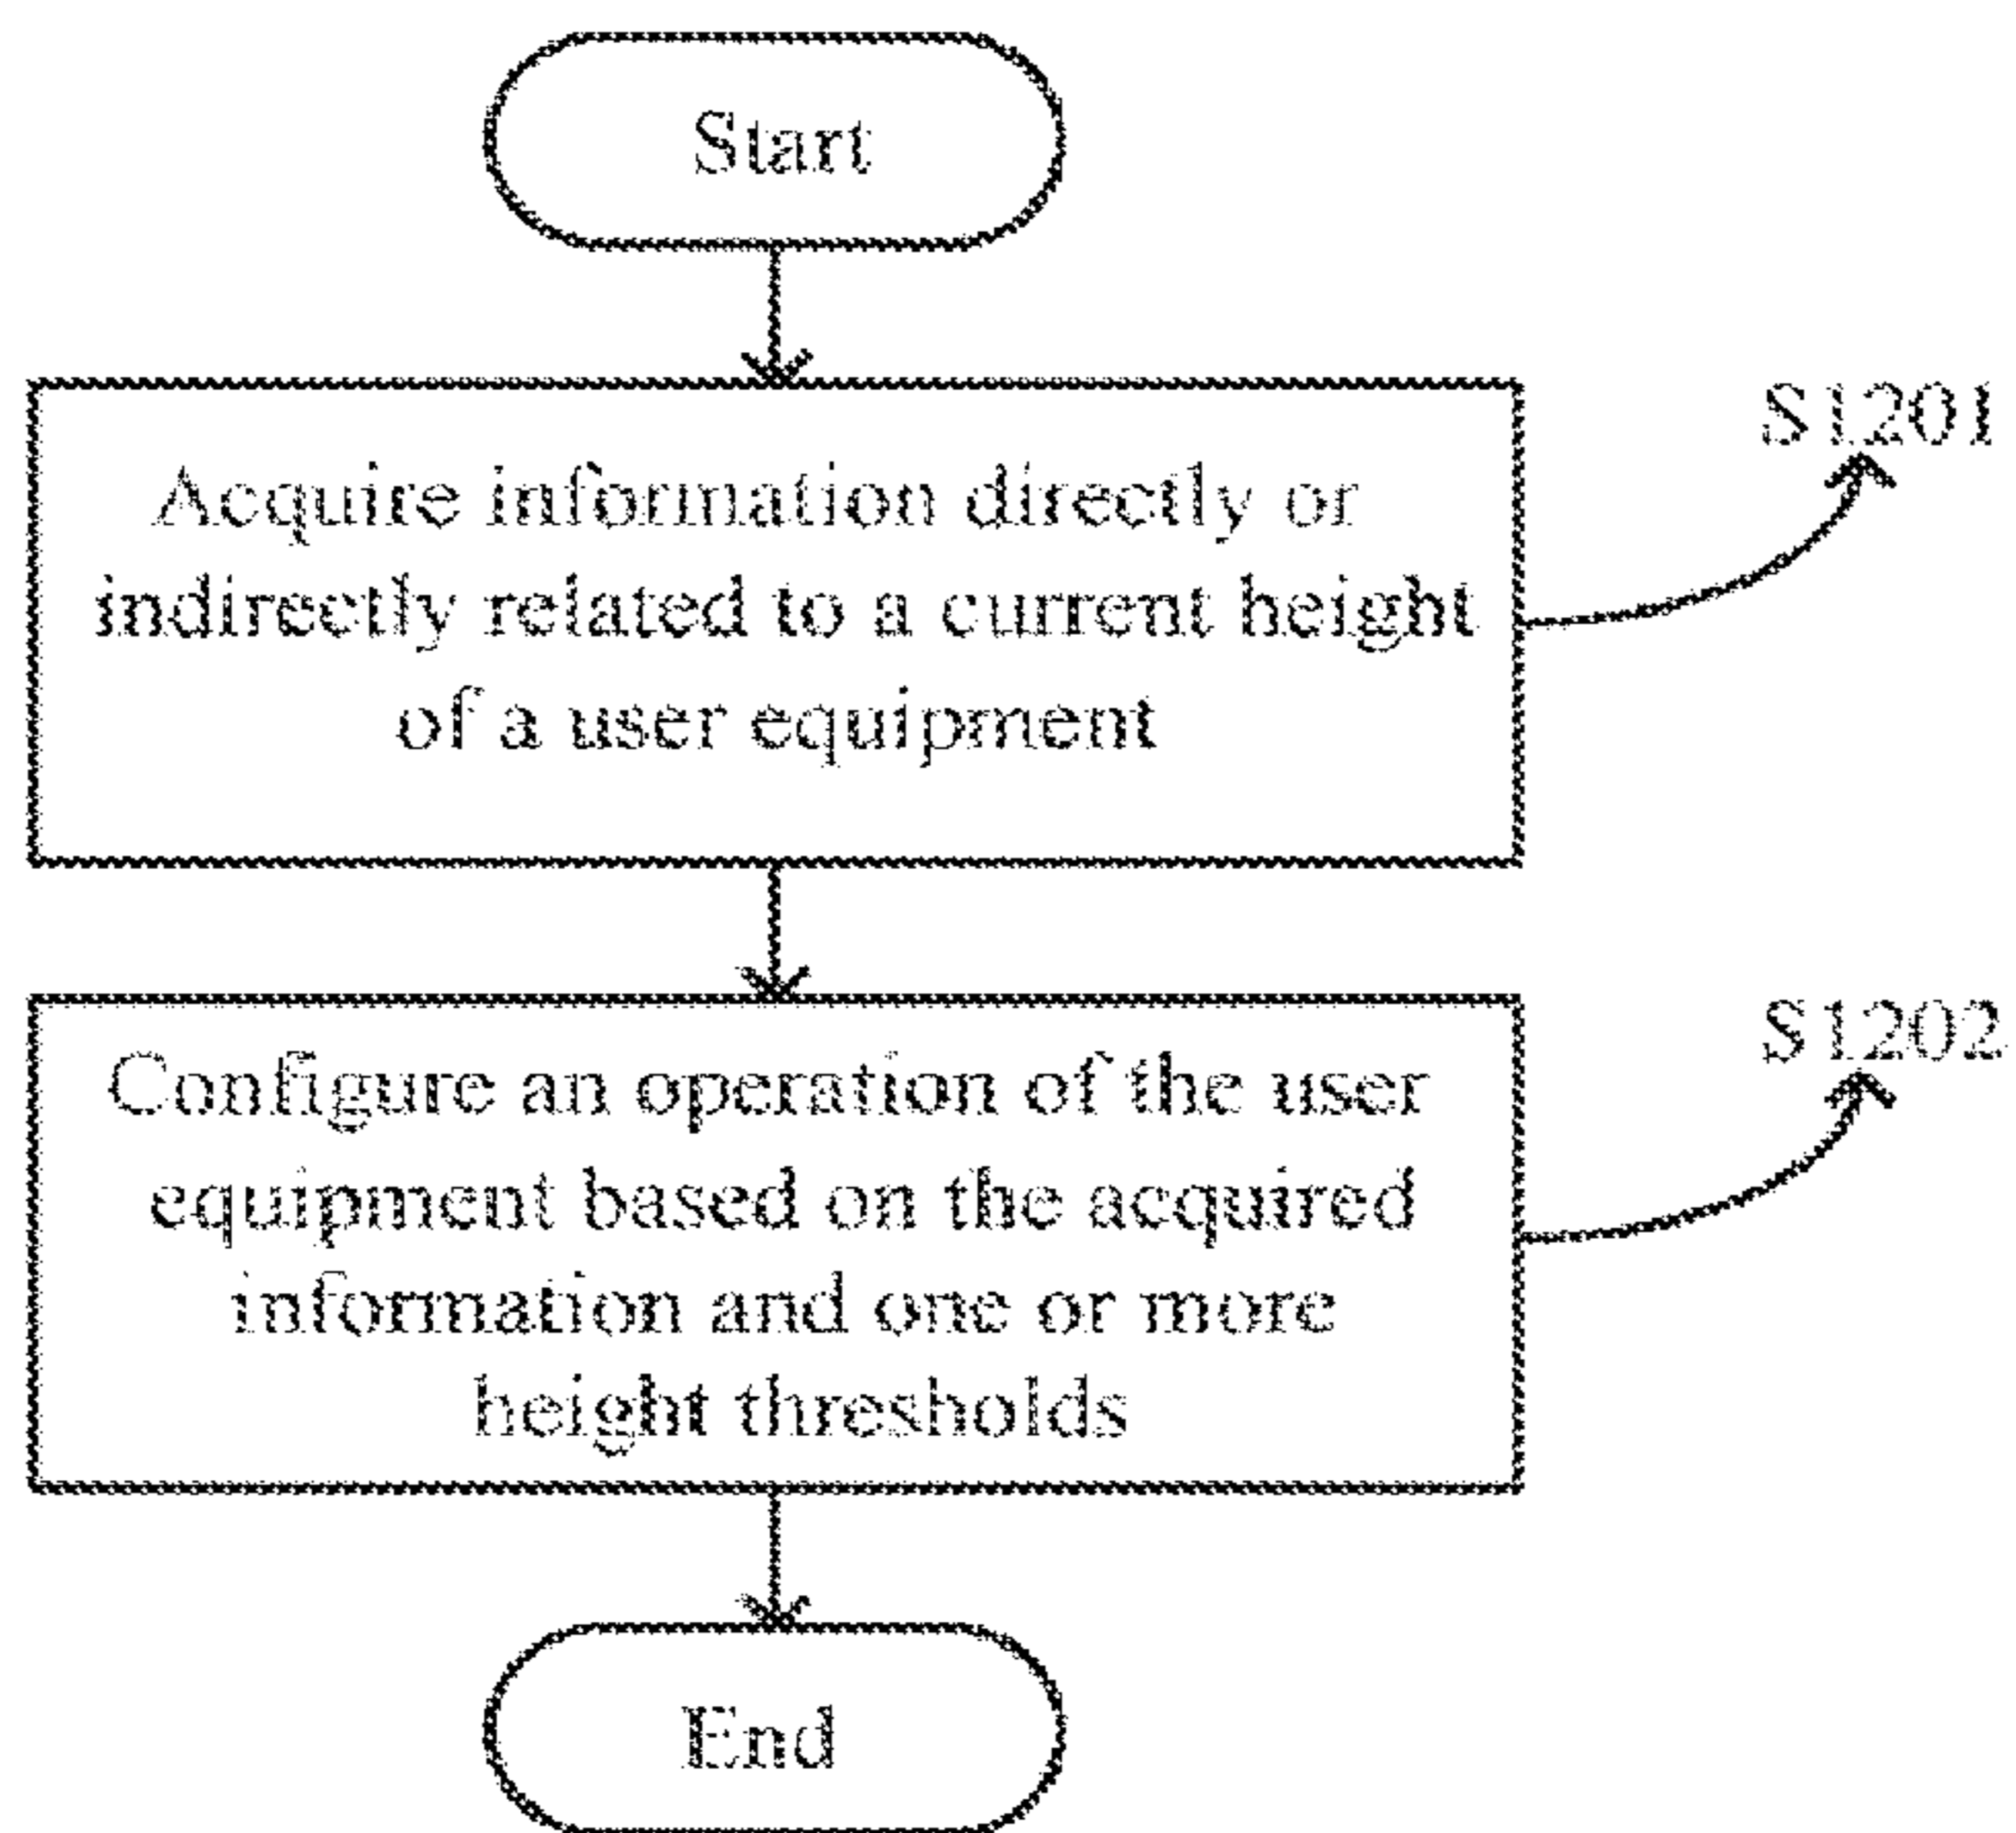 Start
S1201
Acquire information directly or
indirectly related to a current height
of a user equipment
S1202
Configure an operation of the user
equipment based on the acquired
information and one or more
height thresholds
End